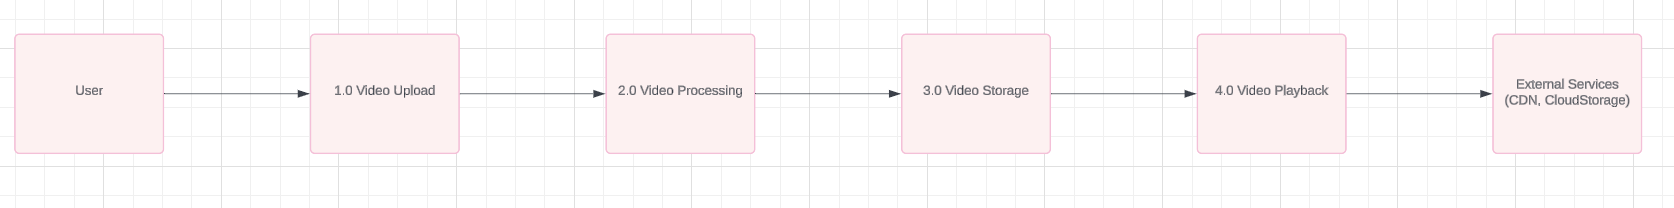 User
1.0 Video Upload
2.0 Video Processing
3.0 Video Storage
4.0 Video Playback
External Services
(CDN, CloudStorage)